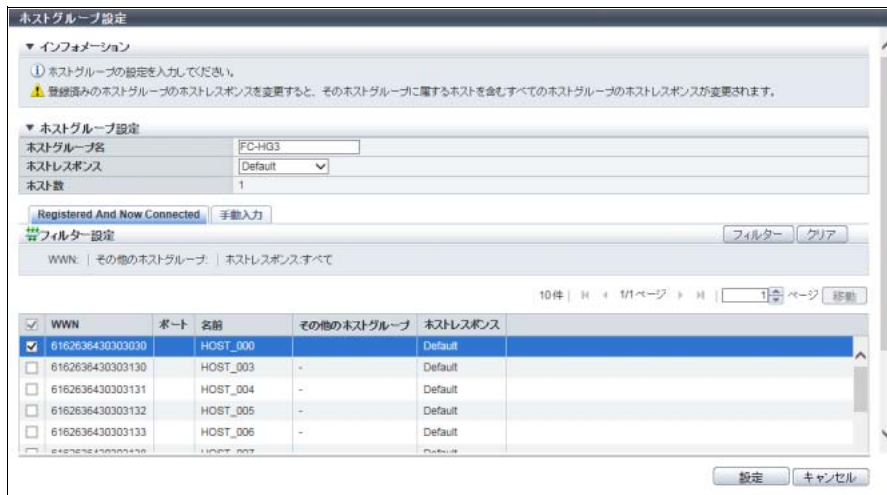 ホストグループ設定
▼ インフォメーション
ホストグループの設定を入力してください。
登録済みのホストグループのホストレスポンスを変更すると、そのホストグループに属するホストを含むすべてのホストグループのホストレスポンスが変更されます。
▼ ホストグループ設定
ホストグループ名 FC-HG3
ホストレスポンス Default
ホスト数 1
Registered And Now Connected 手動入力
フィルター設定 フィルター クリア
WWN: | その他のホストグループ: | ホストレスポンス:すべて
10件 | 1/1ページ | 1 ページ 移動
WWN ポート 名前 その他のホストグループ ホストレスポンス
6162636430303030 HOST_000 Default
6162636430303130 HOST_003 - Default
6162636430303131 HOST_004 - Default
6162636430303132 HOST_005 - Default
6162636430303133 HOST_006 - Default
設定 キャンセル